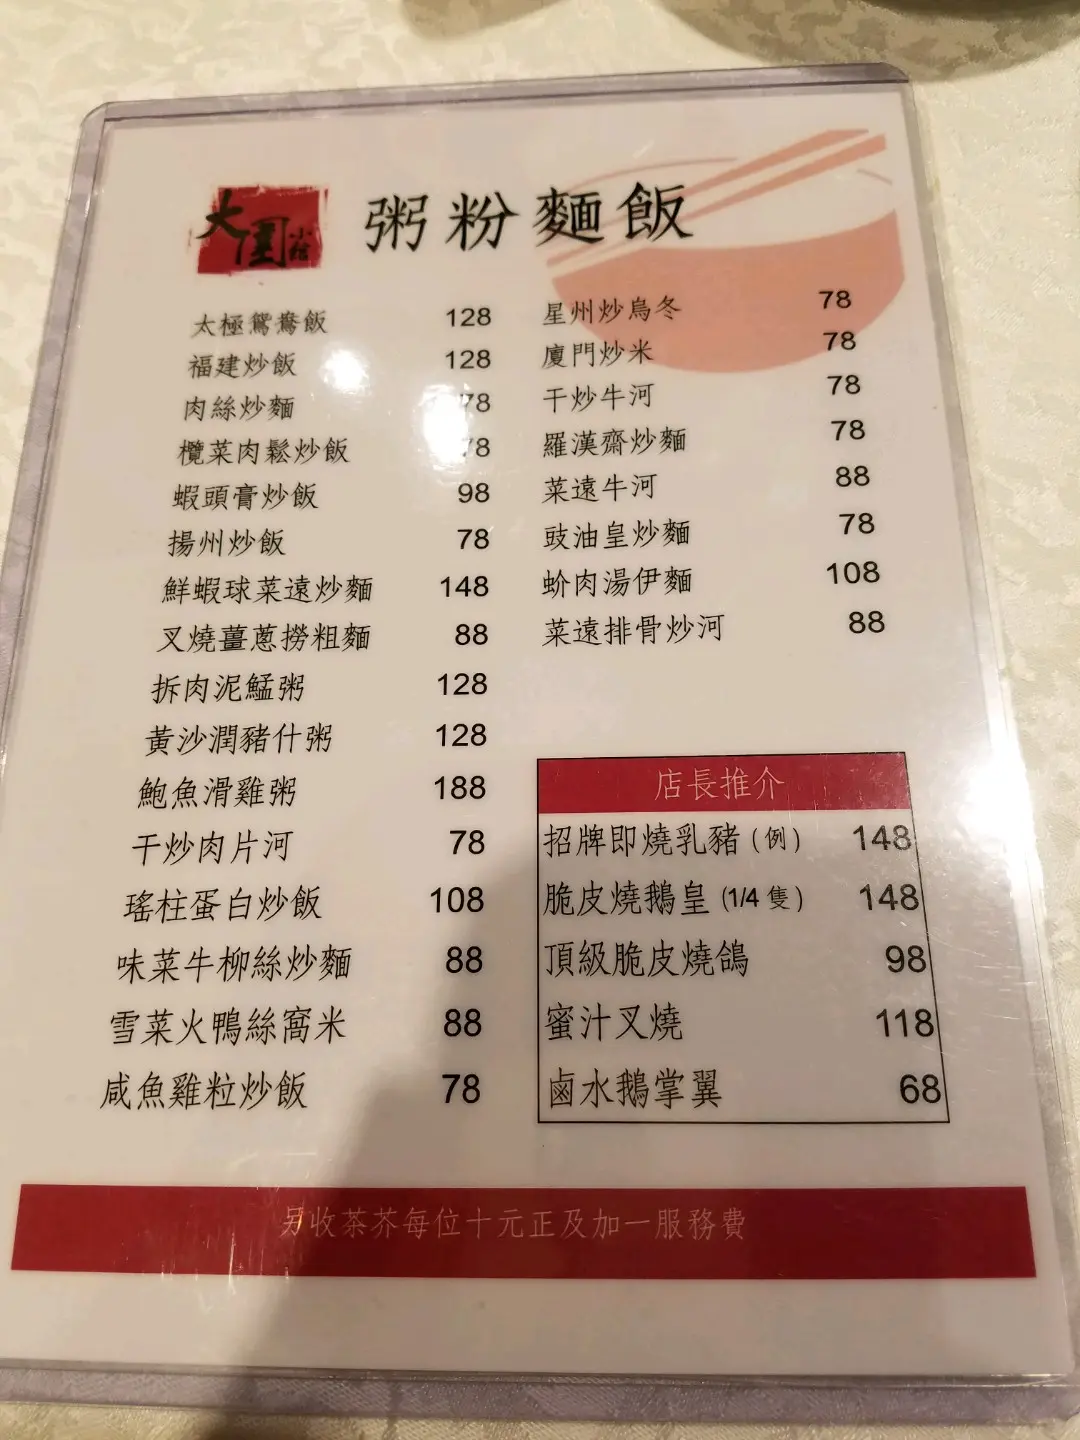 大圍小館
粥粉麵飯
太極鴛鴦飯 128
福建炒飯 128
肉絲炒麵 78
欖菜肉鬆炒飯 78
蝦頭膏炒飯 98
揚州炒飯 78
鮮蝦球菜遠炒麵 148
叉燒薑蔥撈粗麵 88
拆肉泥鯭粥 128
黃沙潤豬什粥 128
鮑魚滑雞粥 188
干炒肉片河 78
瑤柱蛋白炒飯 108
味菜牛柳絲炒麵 88
雪菜火鴨絲窩米 88
咸魚雞粒炒飯 78
星州炒烏冬 78
廈門炒米 78
干炒牛河 78
羅漢齋炒麵 78
菜遠牛河 88
豉油皇炒麵 78
蚧肉湯伊麵 108
菜遠排骨炒河 88
店長推介
招牌即燒乳豬 (例) 148
脆皮燒鵝皇 (1/4 隻) 148
頂級脆皮燒鴿 98
蜜汁叉燒 118
鹵水鵝掌翼 68
另收茶芥每位十元正及加一服務費